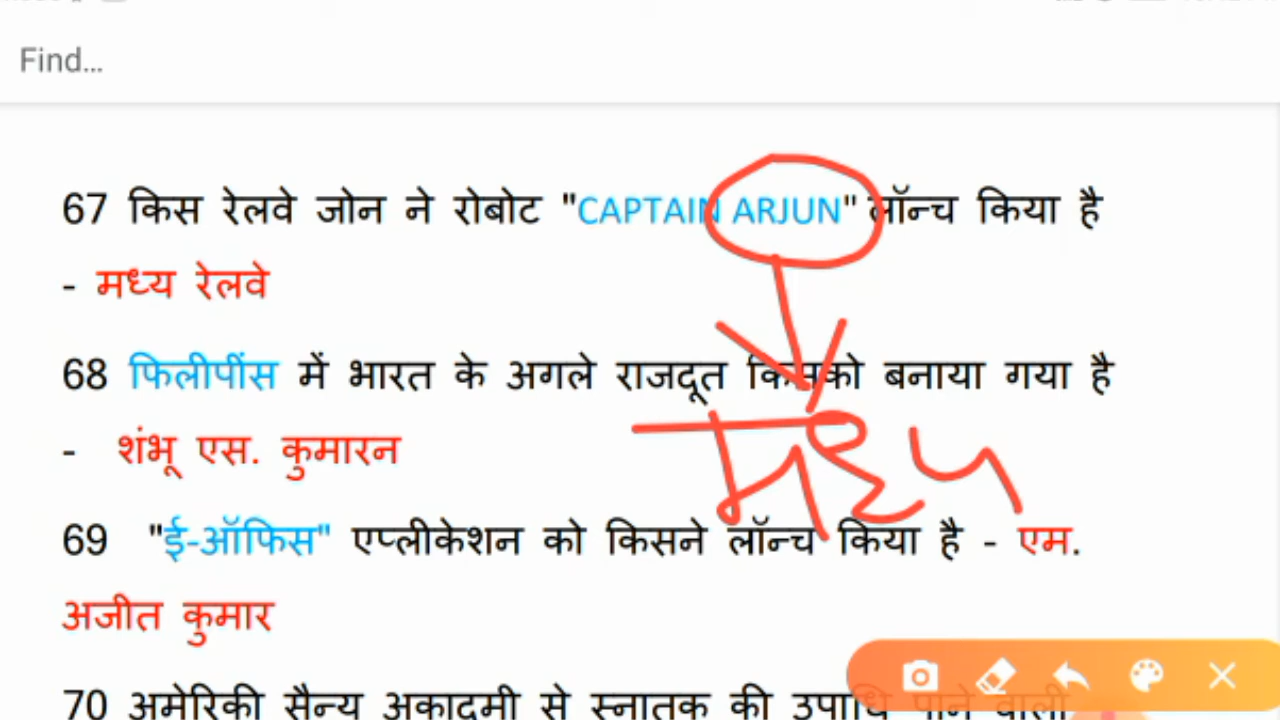 Find...
67 किस रेलवे जोन ने रोबोट "CAPTAIN ARJUN" लॉन्च किया है
- मध्य रेलवे
68 फिलीपींस में भारत के अगले राजदूत किसको बनाया गया है
- शंभू एस. कुमारन
मध्य
69 "ई-ऑफिस" एप्लीकेशन को किसने लॉन्च किया है - एम.
अजीत कुमार
70 अमेरिकी सैन्य अकादमी से स्नातक की उपाधि पाने वाली